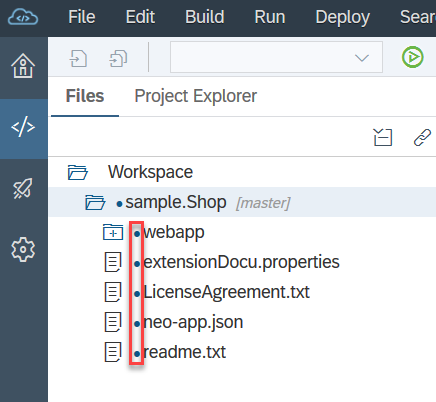 File Edit Build Run Deploy Sear
Files Project Explorer
Workspace
sample.Shop [master]
webapp
extensionDocu.properties
LicenseAgreement.txt
neo-app.json
readme.txt